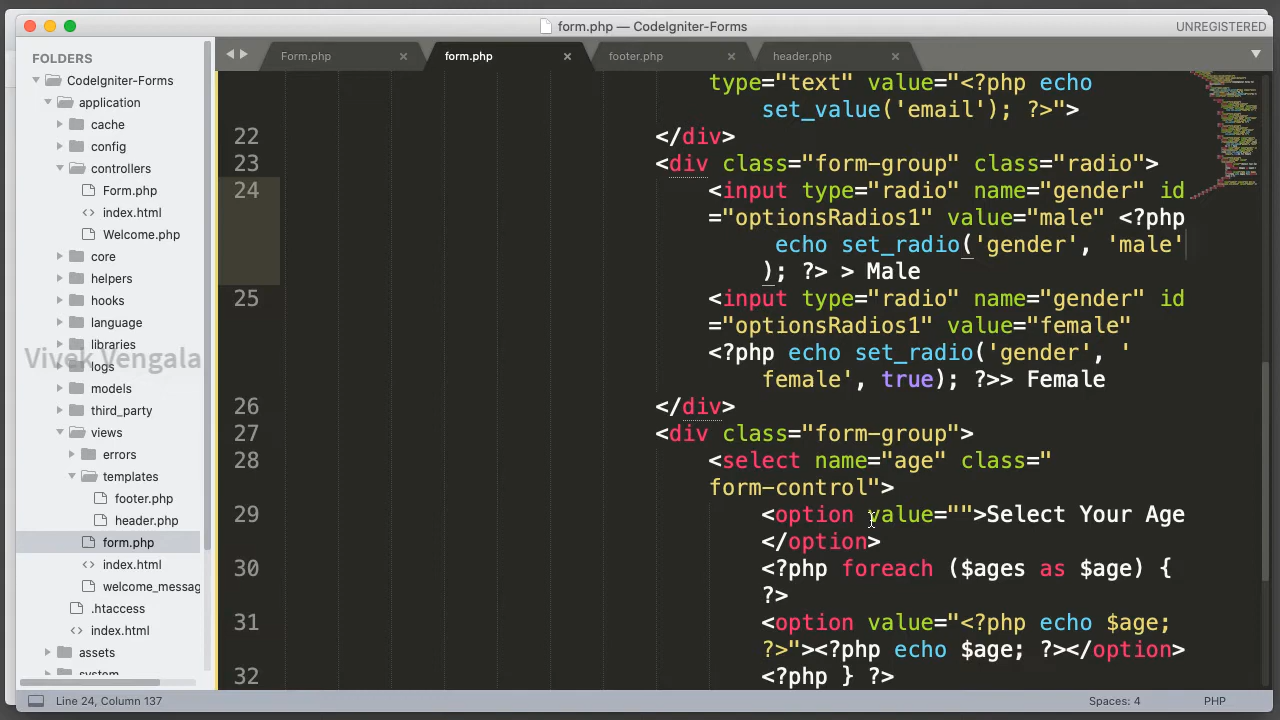 form.php — CodeIgniter-Forms
UNREGISTERED
FOLDERS
CodeIgniter-Forms
application
cache
config
controllers
Form.php
index.html
Welcome.php
core
helpers
hooks
language
libraries
logs
models
third_party
views
errors
templates
footer.php
header.php
form.php
index.html
welcome_messag
.htaccess
index.html
assets
system
Vivek Vengala
Form.php
form.php
footer.php
header.php
type="text" value="<?php echo
set_value('email'); ?>">
22 </div>
23 <div class="form-group" class="radio">
24 <input type="radio" name="gender" id
="optionsRadios1" value="male" <?php
echo set_radio('gender', 'male'
); ?> > Male
25 <input type="radio" name="gender" id
="optionsRadios1" value="female"
<?php echo set_radio('gender', '
female', true); ?>> Female
26 </div>
27 <div class="form-group">
28 <select name="age" class="
form-control">
29 <option value="">Select Your Age
</option>
30 <?php foreach ($ages as $age) {
?>
31 <option value="<?php echo $age;
?>"><?php echo $age; ?></option>
32 <?php } ?>
Line 24, Column 137
Spaces: 4
PHP